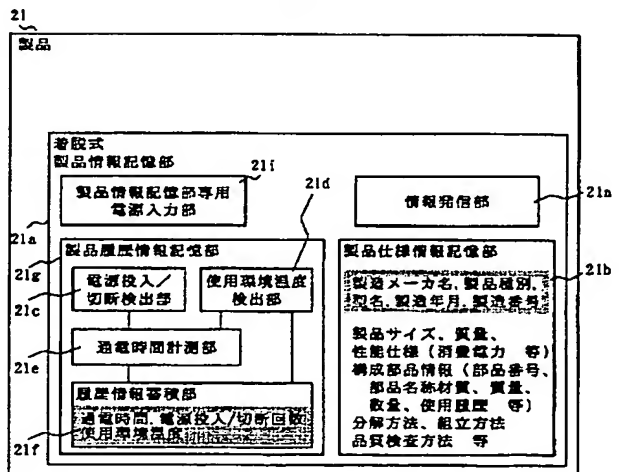 21
製品
着脱式
製品情報記憶部
21i
製品情報記憶部専用
電源入力部
21d
情報発信部
21n
21a
21g
製品履歴情報記憶部
電源投入/
切断検出部
使用環境温度
検出部
21c
通電時間計測部
21e
履歴情報蓄積部
通電時間,電源投入/切断回数
使用環境温度
21f
製品仕様情報記憶部
21b
製造メーカ名,製品種別,
型名,製造年月,製造番号
製品サイズ、質量、
性能仕様(消費電力 等)
構成部品情報(部品番号、
部品名称材質、質量、
数量、使用履歴 等)
分解方法、組立方法
品質検査方法 等